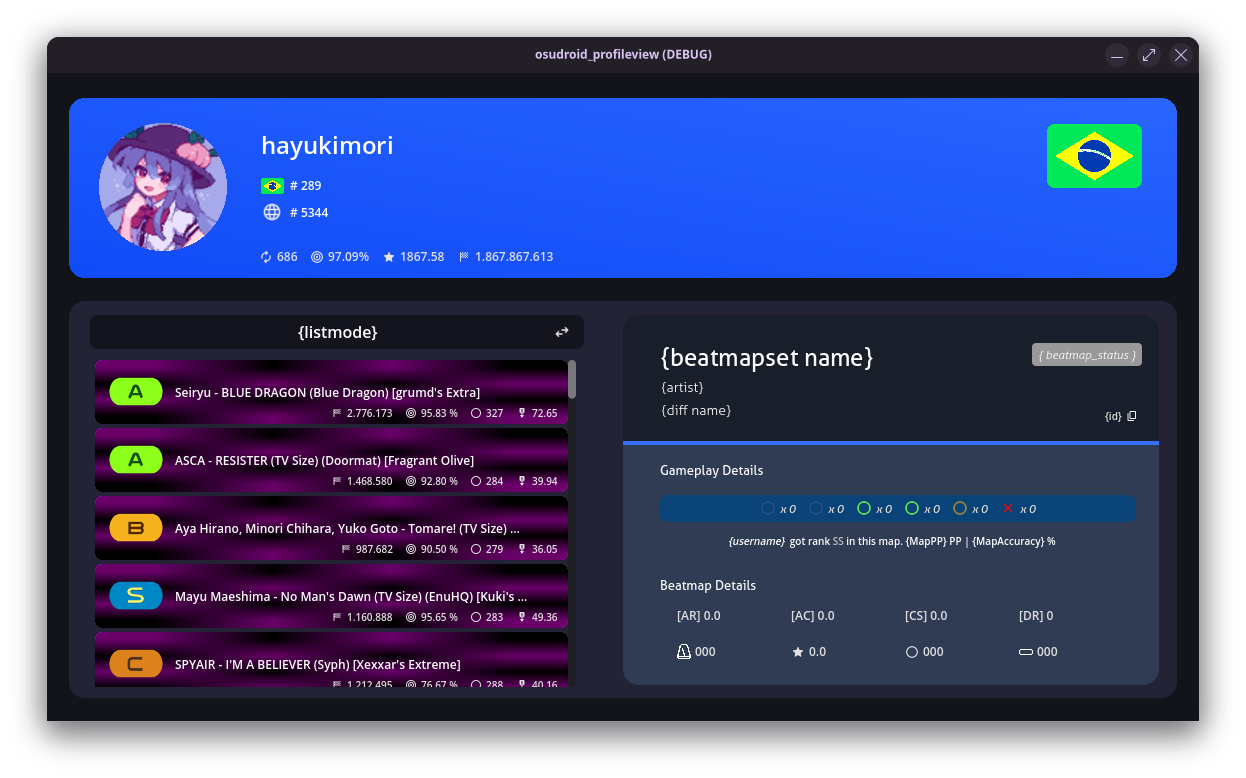 osudroid_profileview (DEBUG)
hayukimori
# 289
# 5344
686 97.09% 1867.58 1.867.867.613
{listmode}
A Seiryu - BLUE DRAGON (Blue Dragon) [grumd's Extra]
2.776.173 95.83 % 327 72.65
A ASCA - RESISTER (TV Size) (Doormat) [Fragrant Olive]
1.468.580 92.80 % 284 39.94
B Aya Hirano, Minori Chihara, Yuko Goto - Tomare! (TV Size) ...
987.682 90.50 % 279 36.05
S Mayu Maeshima - No Man's Dawn (TV Size) (EnuHQ) [Kuki's ...
1.160.888 95.65 % 283 49.36
C SPYAIR - I'M A BELIEVER (Syph) [Xexxar's Extreme]
1.212.495 76.67 % 288 40.16
{beatmapset name}
{ beatmap_status }
{artist}
{diff name}
{id}
Gameplay Details
x 0 x 0 x 0 x 0 x 0 x 0
{username} got rank SS in this map. {MapPP} PP | {MapAccuracy} %
Beatmap Details
[AR] 0.0 [AC] 0.0 [CS] 0.0 [DR] 0
000 0.0 000 000